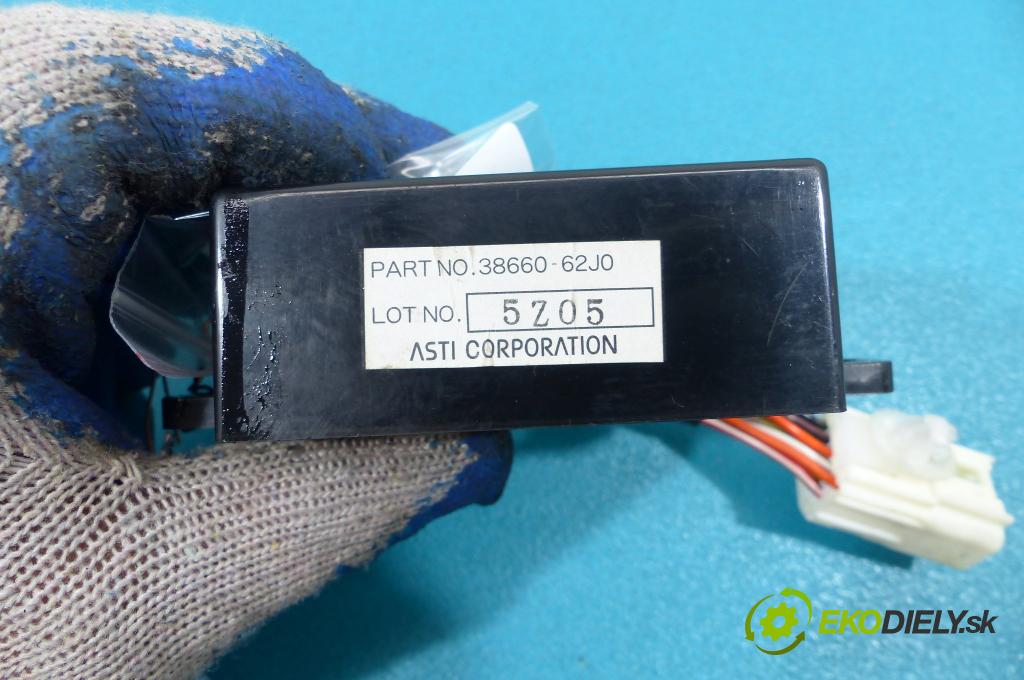 PART NO.38660-62J0
LOT NO. 5Z05
ASTI CORPORATION
EKODIELY.sk